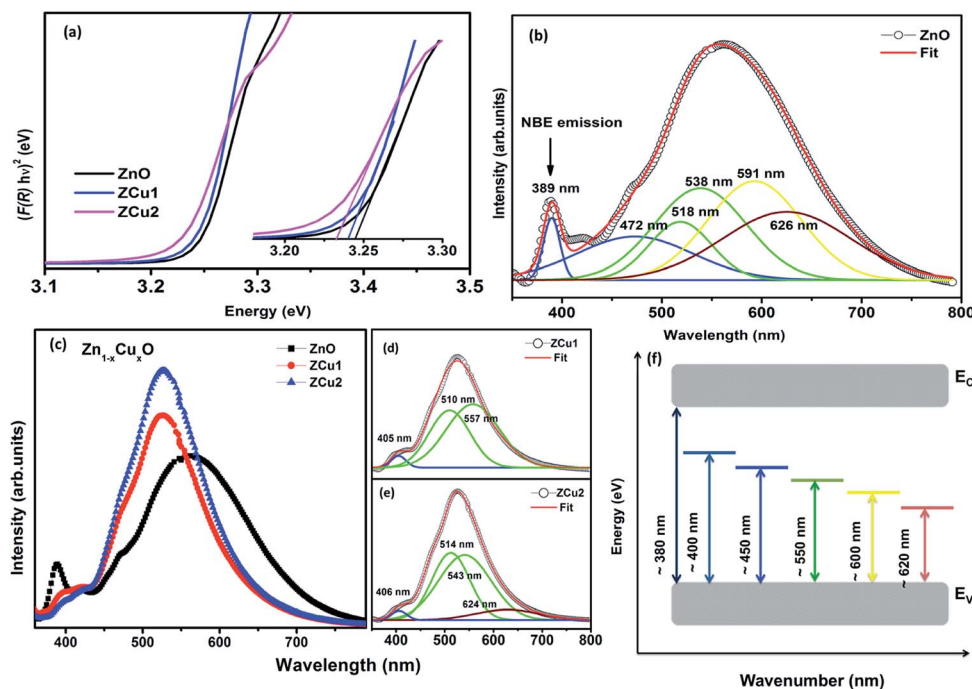 (a)
(F(R) hν)² (eV)
ZnO
ZCu1
ZCu2
3.20
3.25
3.30
3.1
3.2
3.3
3.4
3.5
Energy (eV)
(b)
ZnO
Fit
Intensity (arb.units)
NBE emission
389 nm
472 nm
518 nm
538 nm
591 nm
626 nm
400
500
600
700
800
Wavelength (nm)
(c)
Zn1-xCuxO
ZnO
ZCu1
ZCu2
Intensity (arb.units)
400
500
600
700
(d)
ZCu1
Fit
405 nm
510 nm
557 nm
(e)
ZCu2
Fit
406 nm
514 nm
543 nm
624 nm
400
500
600
700
800
Wavelength (nm)
(f)
EC
EV
Energy (eV)
~ 380 nm
~ 400 nm
~ 450 nm
~ 550 nm
~ 600 nm
~ 620 nm
Wavenumber (nm)